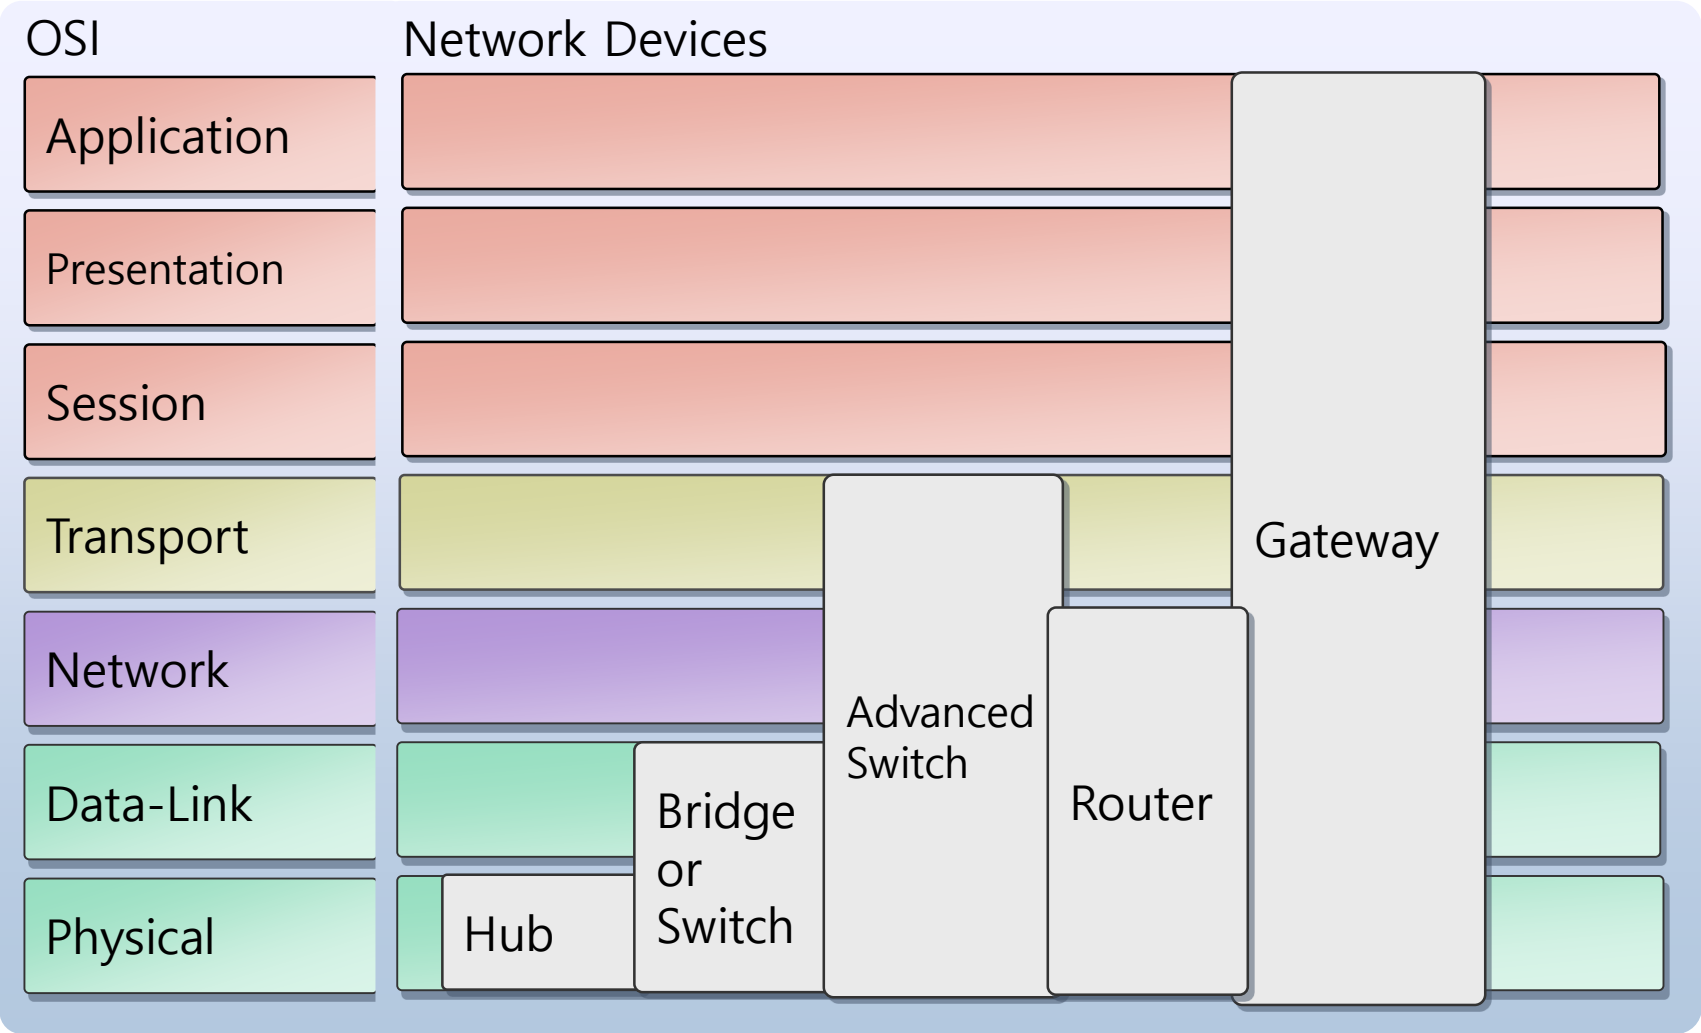 OSI
Network Devices
Application
Presentation
Session
Transport
Network
Data-Link
Physical
Hub
Bridge
or
Switch
Advanced
Switch
Router
Gateway